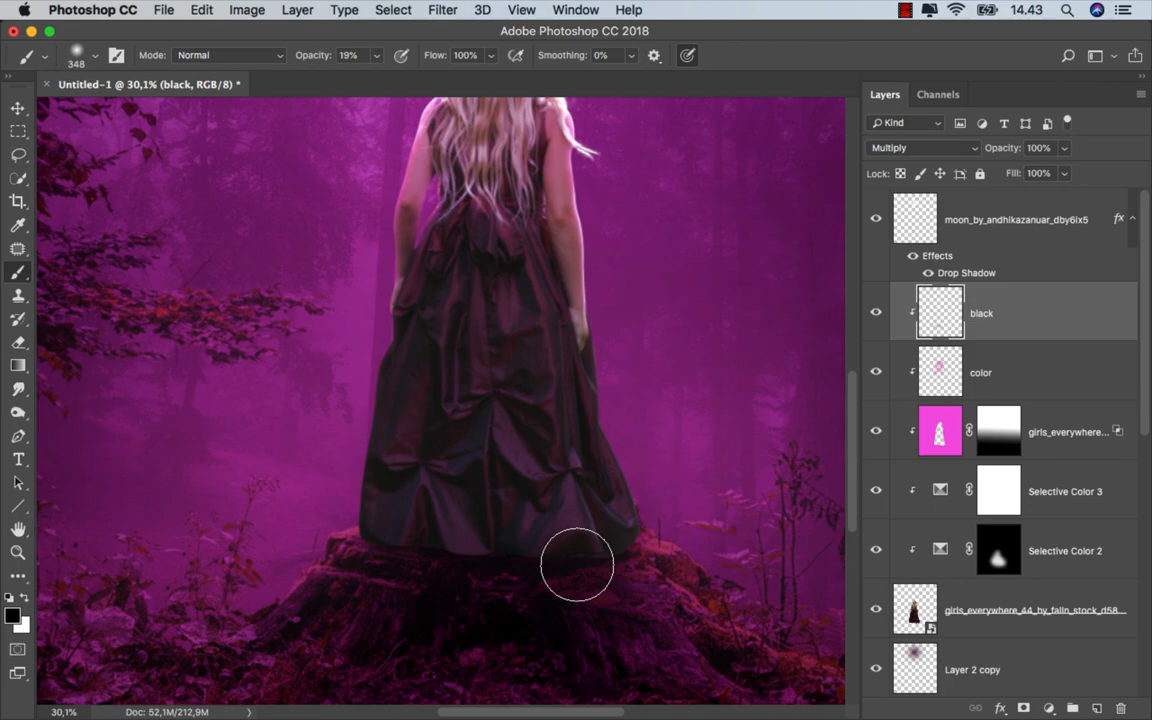 Photoshop CC File Edit Image Layer Type Select Filter 3D View Window Help 14.43
Adobe Photoshop CC 2018
348 Mode: Normal Opacity: 19% Flow: 100% Smoothing: 0%
× Untitled-1 @ 30,1% (black, RGB/8) *
Layers Channels
Kind
Multiply Opacity: 100%
Lock: Fill: 100%
moon_by_andhikazanuar_dby6ix5 fx
Effects
Drop Shadow
black
color
girls_everywhere...
Selective Color 3
Selective Color 2
girls_everywhere_44_by_falln_stock_d58...
Layer 2 copy
30,1% Doc: 52,1M/212,9M
fx